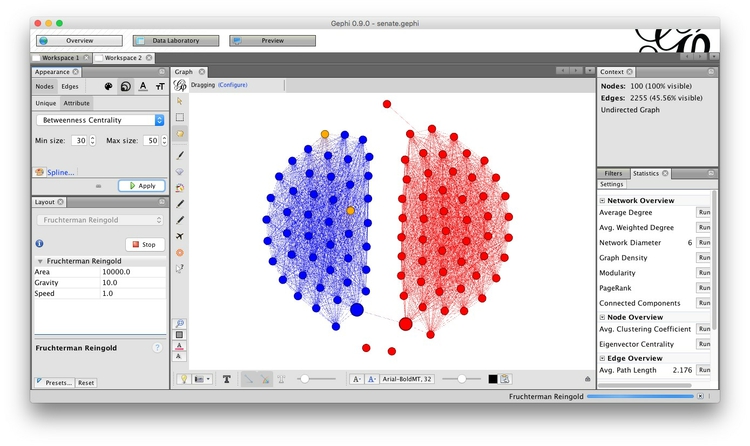 Gephi 0.9.0 - senate.gephi
Overview
Data Laboratory
Preview
Workspace 1
Workspace 2
Appearance
Nodes Edges
Unique Attribute
Betweenness Centrality
Min size: 30 Max size: 50
Spline...
Apply
Layout
Fruchterman Reingold
Stop
Fruchterman Reingold
Area 10000.0
Gravity 10.0
Speed 1.0
Fruchterman Reingold
Presets... Reset
Graph
Dragging (Configure)
Arial-BoldMT, 32
Context
Nodes: 100 (100% visible)
Edges: 2255 (45.56% visible)
Undirected Graph
Filters Statistics
Settings
Network Overview
Average Degree Run
Avg. Weighted Degree Run
Network Diameter 6 Run
Graph Density Run
Modularity Run
PageRank Run
Connected Components Run
Node Overview
Avg. Clustering Coefficient Run
Eigenvector Centrality Run
Edge Overview
Avg. Path Length 2.176 Run
Fruchterman Reingold